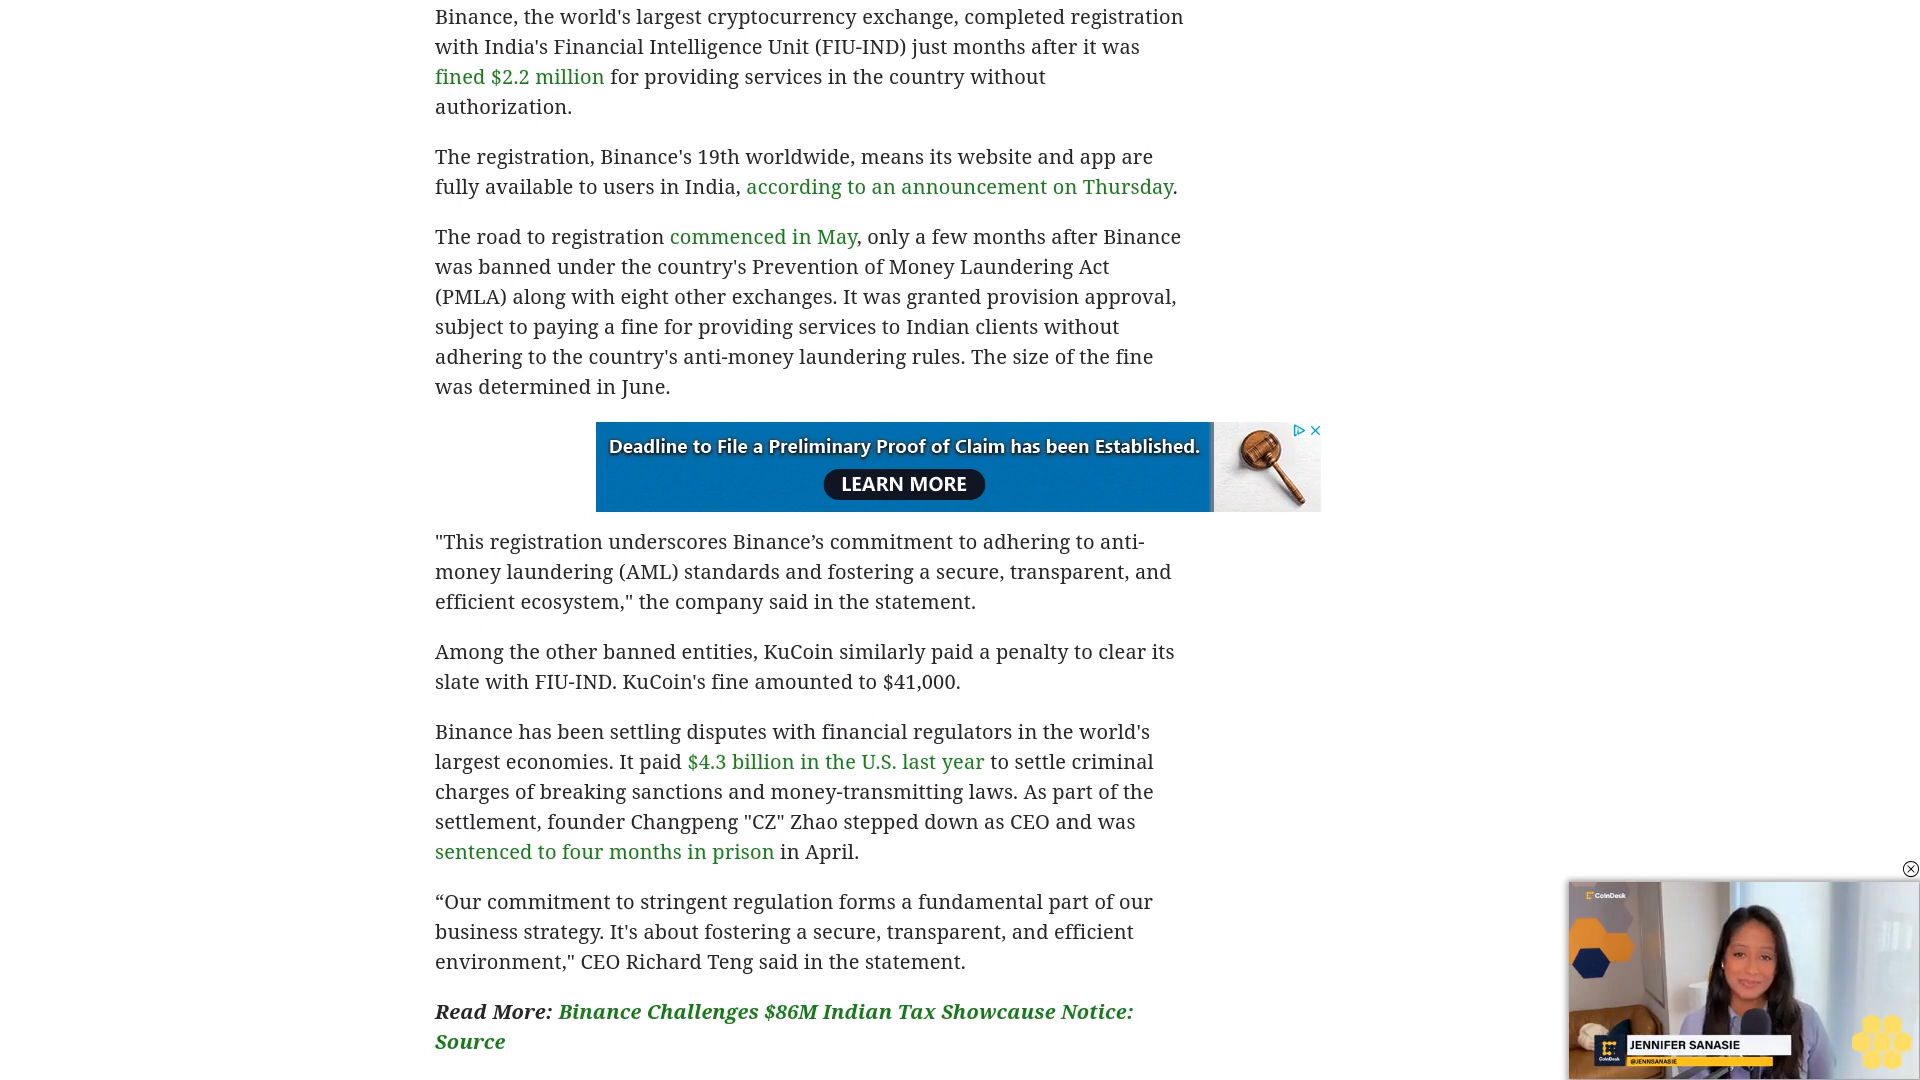 Binance, the world's largest cryptocurrency exchange, completed registration
with India's Financial Intelligence Unit (FIU-IND) just months after it was
fined $2.2 million for providing services in the country without
authorization.
The registration, Binance's 19th worldwide, means its website and app are
fully available to users in India, according to an announcement on Thursday.
The road to registration commenced in May, only a few months after Binance
was banned under the country's Prevention of Money Laundering Act
(PMLA) along with eight other exchanges. It was granted provision approval,
subject to paying a fine for providing services to Indian clients without
adhering to the country's anti-money laundering rules. The size of the fine
was determined in June.
Deadline to File a Preliminary Proof of Claim has been Established.
LEARN MORE
"This registration underscores Binance’s commitment to adhering to anti-
money laundering (AML) standards and fostering a secure, transparent, and
efficient ecosystem," the company said in the statement.
Among the other banned entities, KuCoin similarly paid a penalty to clear its
slate with FIU-IND. KuCoin's fine amounted to $41,000.
Binance has been settling disputes with financial regulators in the world's
largest economies. It paid $4.3 billion in the U.S. last year to settle criminal
charges of breaking sanctions and money-transmitting laws. As part of the
settlement, founder Changpeng "CZ" Zhao stepped down as CEO and was
sentenced to four months in prison in April.
“Our commitment to stringent regulation forms a fundamental part of our
business strategy. It's about fostering a secure, transparent, and efficient
environment," CEO Richard Teng said in the statement.
Read More: Binance Challenges $86M Indian Tax Showcause Notice:
Source
CoinDesk
JENNIFER SANASIE
CoinDesk
@JENNSANASIE